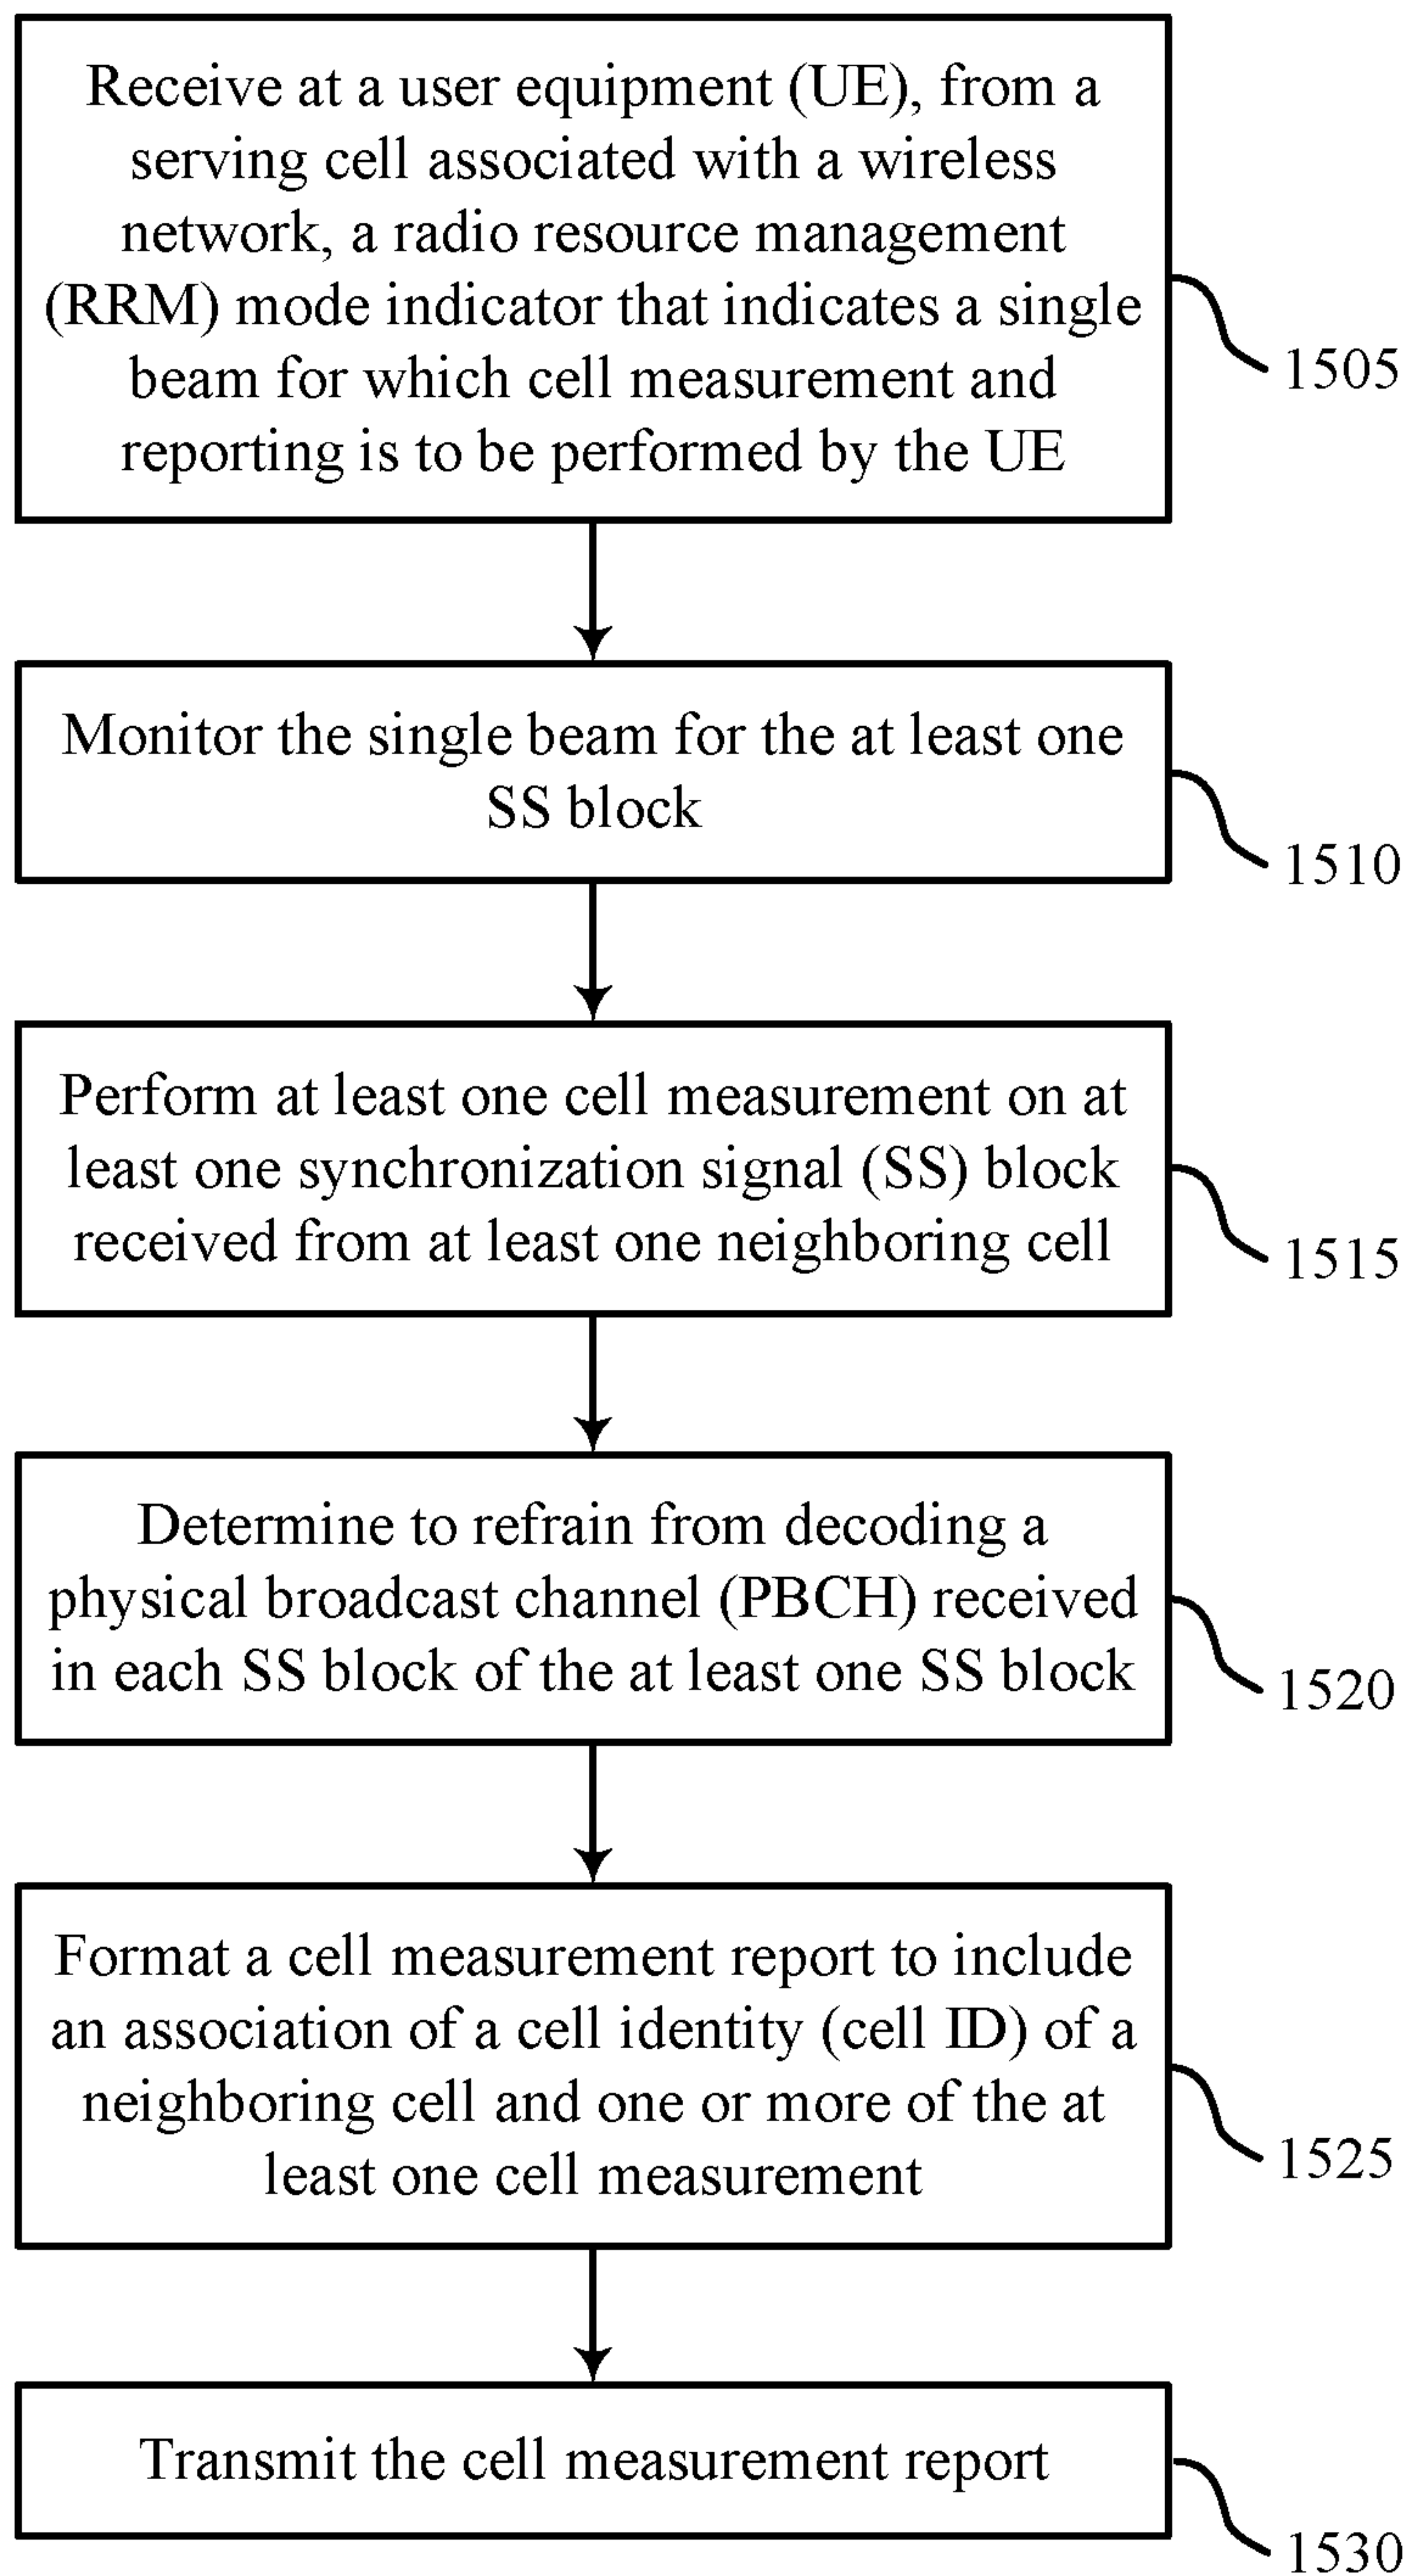 Receive at a user equipment (UE), from a
serving cell associated with a wireless
network, a radio resource management
(RRM) mode indicator that indicates a single
beam for which cell measurement and
reporting is to be performed by the UE
1505
Monitor the single beam for the at least one
SS block
1510
Perform at least one cell measurement on at
least one synchronization signal (SS) block
received from at least one neighboring cell
1515
Determine to refrain from decoding a
physical broadcast channel (PBCH) received
in each SS block of the at least one SS block
1520
Format a cell measurement report to include
an association of a cell identity (cell ID) of a
neighboring cell and one or more of the at
least one cell measurement
1525
Transmit the cell measurement report
1530